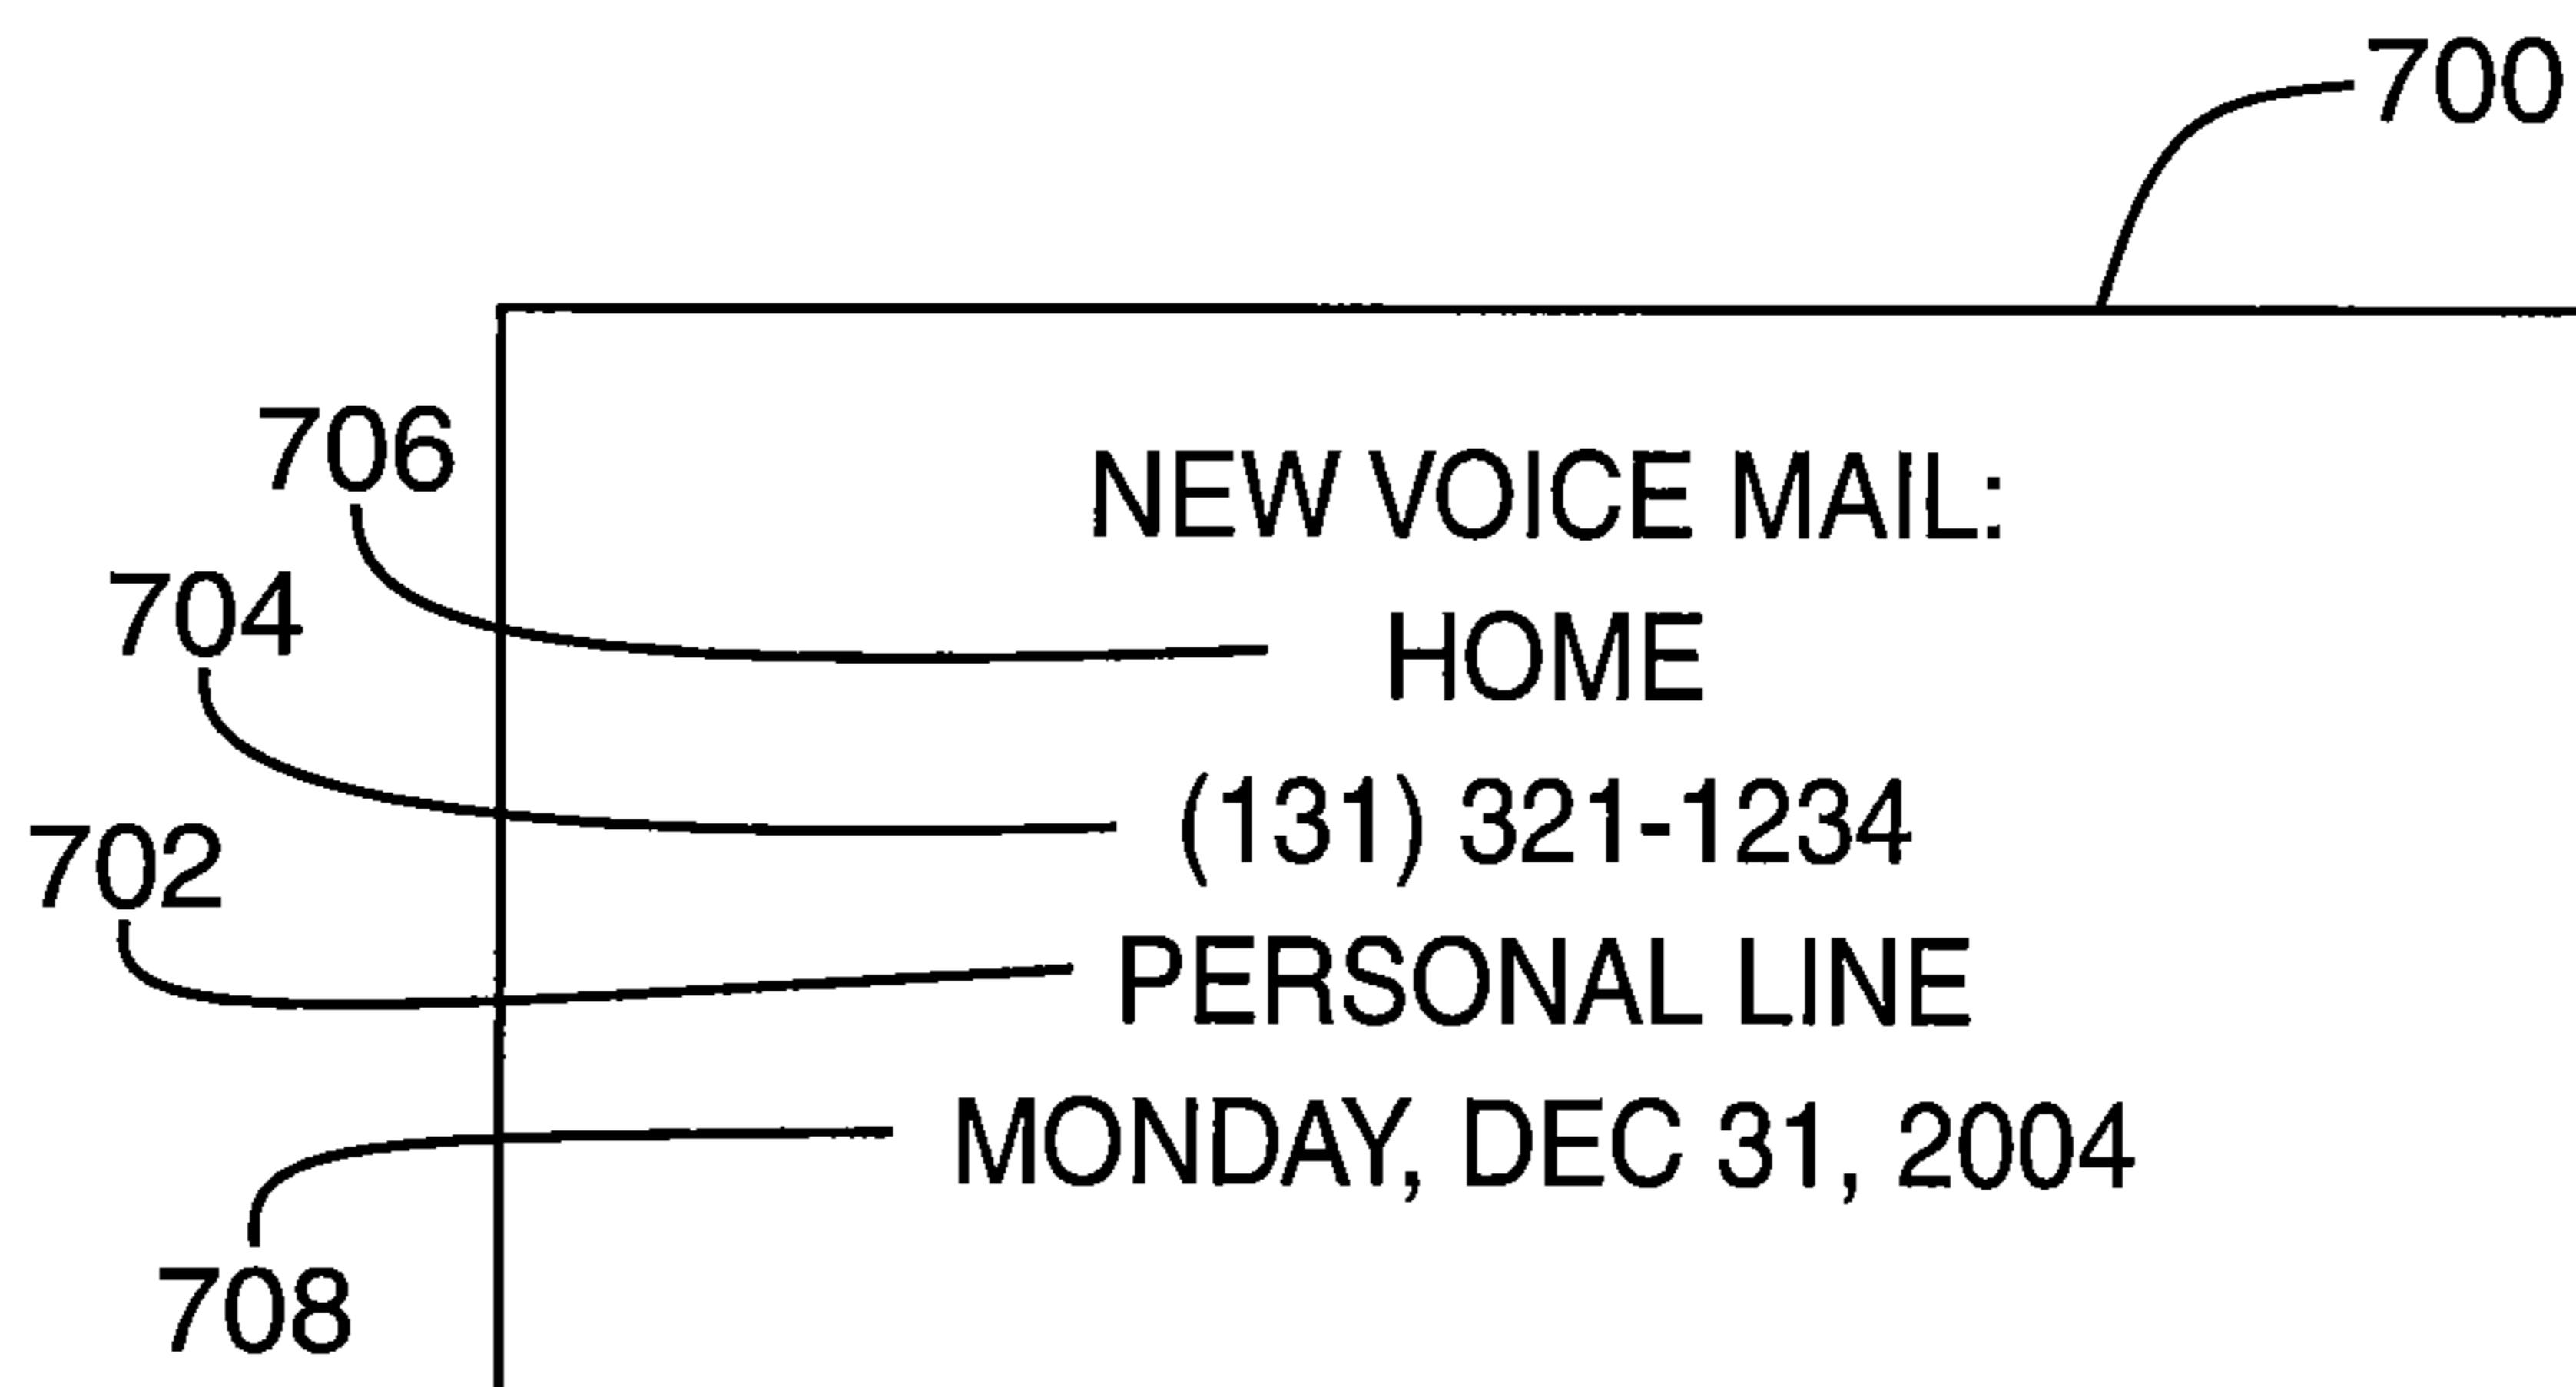 700
706
NEW VOICE MAIL:
704
HOME
702
(131) 321-1234
PERSONAL LINE
MONDAY, DEC 31, 2004
708